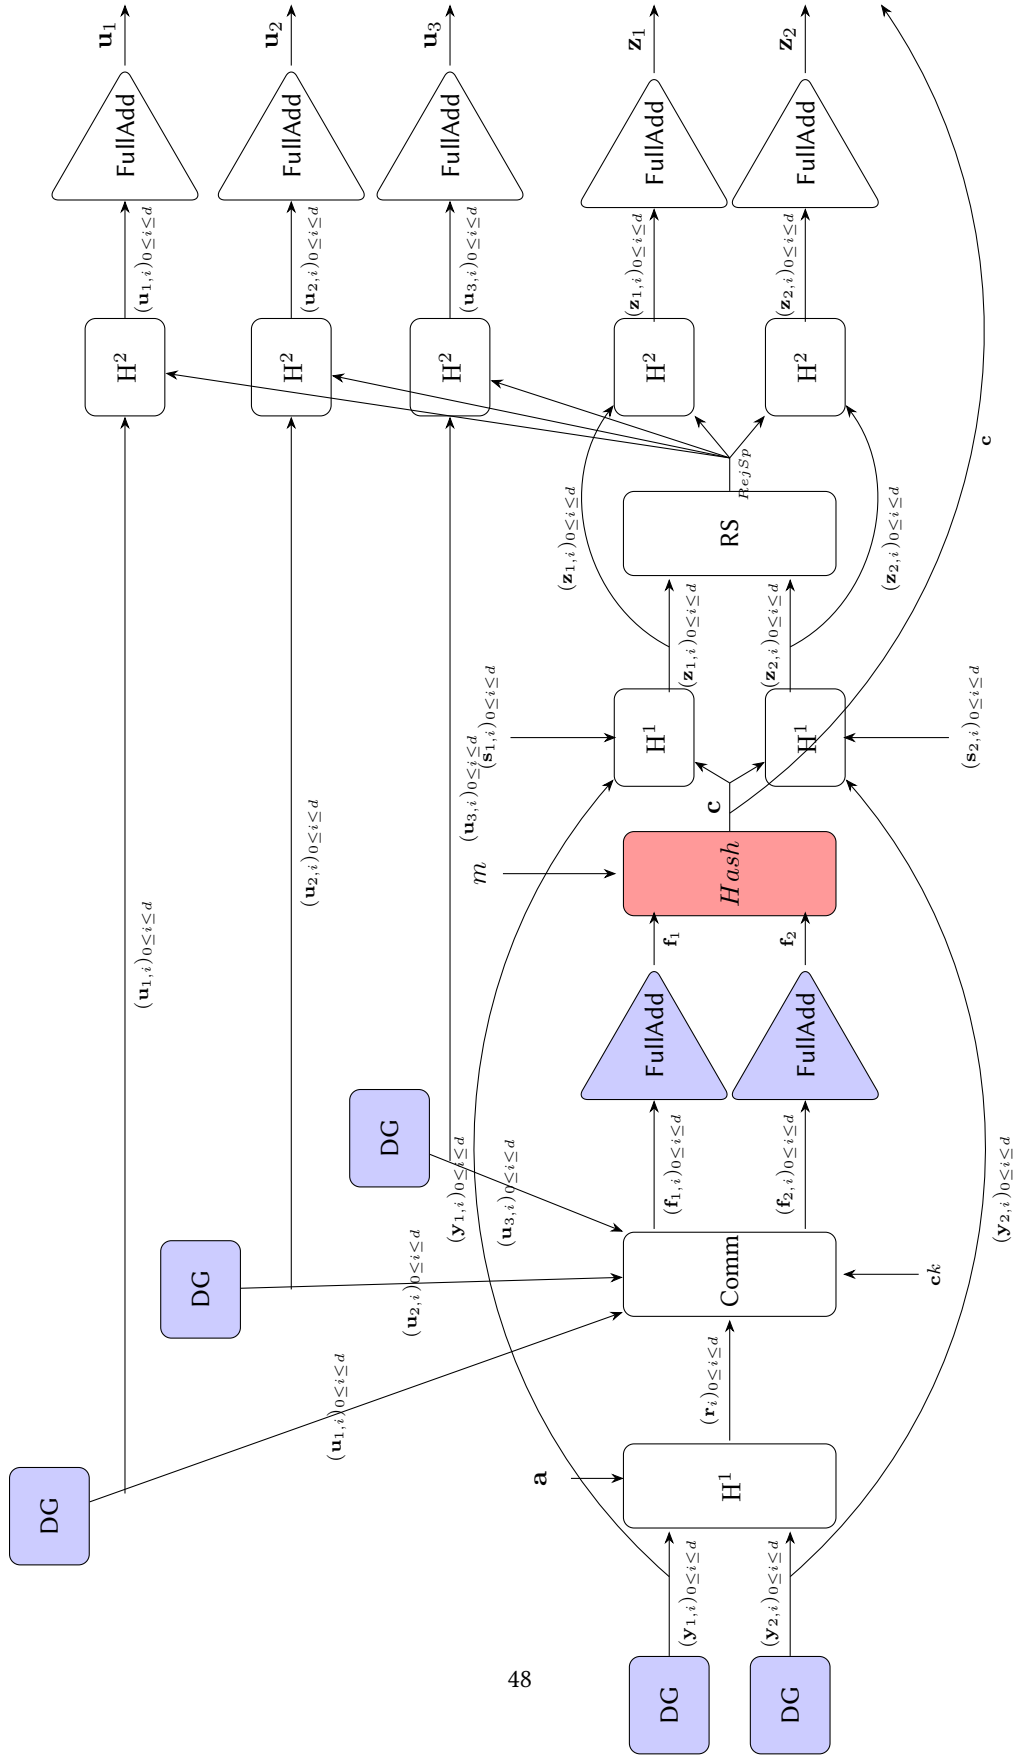 DG
DG
DG
DG
DG
(𝐮₁,ᵢ)₀≤ᵢ≤d
(𝐮₁,ᵢ)₀≤ᵢ≤d
H²
(𝐮₁,ᵢ)₀≤ᵢ≤d
FullAdd
𝐮₁
(𝐮₂,ᵢ)₀≤ᵢ≤d
(𝐮₂,ᵢ)₀≤ᵢ≤d
H²
(𝐮₂,ᵢ)₀≤ᵢ≤d
FullAdd
𝐮₂
(𝐮₃,ᵢ)₀≤ᵢ≤d
(𝐮₃,ᵢ)₀≤ᵢ≤d
H²
(𝐮₃,ᵢ)₀≤ᵢ≤d
FullAdd
𝐮₃
(𝐲₁,ᵢ)₀≤ᵢ≤d
(𝐲₁,ᵢ)₀≤ᵢ≤d
(𝐲₂,ᵢ)₀≤ᵢ≤d
(𝐲₂,ᵢ)₀≤ᵢ≤d
𝐚
H¹
(𝐫ᵢ)₀≤ᵢ≤d
Comm
𝐜k
(𝐟₁,ᵢ)₀≤ᵢ≤d
(𝐟₂,ᵢ)₀≤ᵢ≤d
FullAdd
FullAdd
𝐟₁
𝐟₂
m
Hash
𝐜
(𝐬₁,ᵢ)₀≤ᵢ≤d
(𝐬₂,ᵢ)₀≤ᵢ≤d
H¹
H¹
(𝐳₁,ᵢ)₀≤ᵢ≤d
(𝐳₂,ᵢ)₀≤ᵢ≤d
(𝐳₁,ᵢ)₀≤ᵢ≤d
(𝐳₂,ᵢ)₀≤ᵢ≤d
RS
RejSp
H²
H²
(𝐳₁,ᵢ)₀≤ᵢ≤d
(𝐳₂,ᵢ)₀≤ᵢ≤d
FullAdd
FullAdd
𝐳₁
𝐳₂
𝐜
48